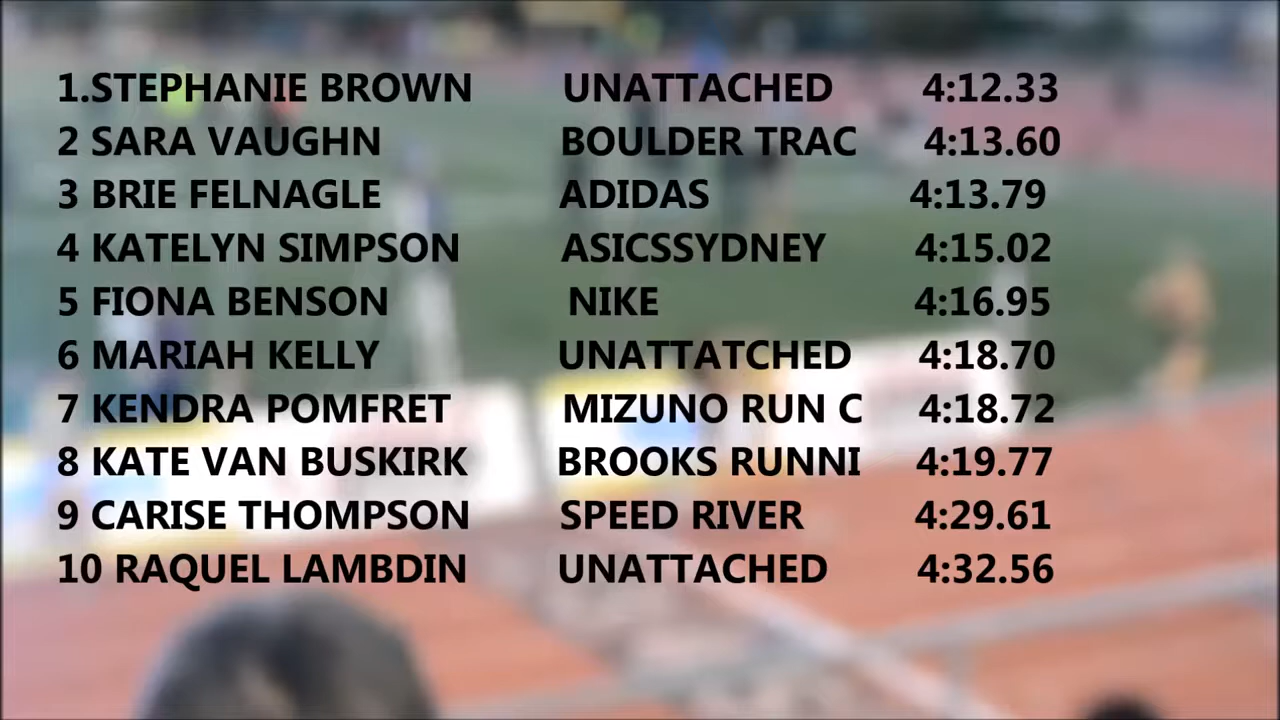 1.STEPHANIE BROWN UNATTACHED 4:12.33
2 SARA VAUGHN BOULDER TRAC 4:13.60
3 BRIE FELNAGLE ADIDAS 4:13.79
4 KATELYN SIMPSON ASICSSYDNEY 4:15.02
5 FIONA BENSON NIKE 4:16.95
6 MARIAH KELLY UNATTATCHED 4:18.70
7 KENDRA POMFRET MIZUNO RUN C 4:18.72
8 KATE VAN BUSKIRK BROOKS RUNNI 4:19.77
9 CARISE THOMPSON SPEED RIVER 4:29.61
10 RAQUEL LAMBDIN UNATTACHED 4:32.56